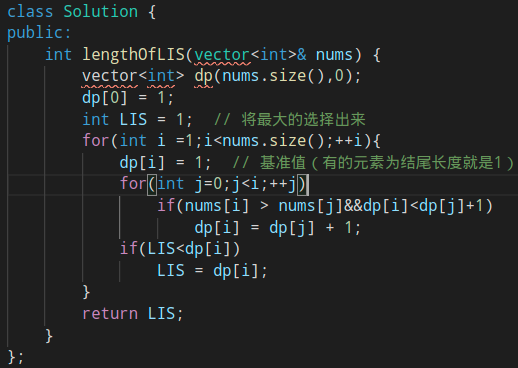 class Solution {
public:
    int lengthOfLIS(vector<int>& nums) {
        vector<int> dp(nums.size(),0);
        dp[0] = 1;
        int LIS = 1;  // 将最大的选择出来
        for(int i =1;i<nums.size();++i){
            dp[i] = 1;  // 基准值（有的元素为结尾长度就是1）
            for(int j=0;j<i;++j)
                if(nums[i] > nums[j]&&dp[i]<dp[j]+1)
                    dp[i] = dp[j] + 1;
            if(LIS<dp[i])
                LIS = dp[i];
        }
        return LIS;
    }
};